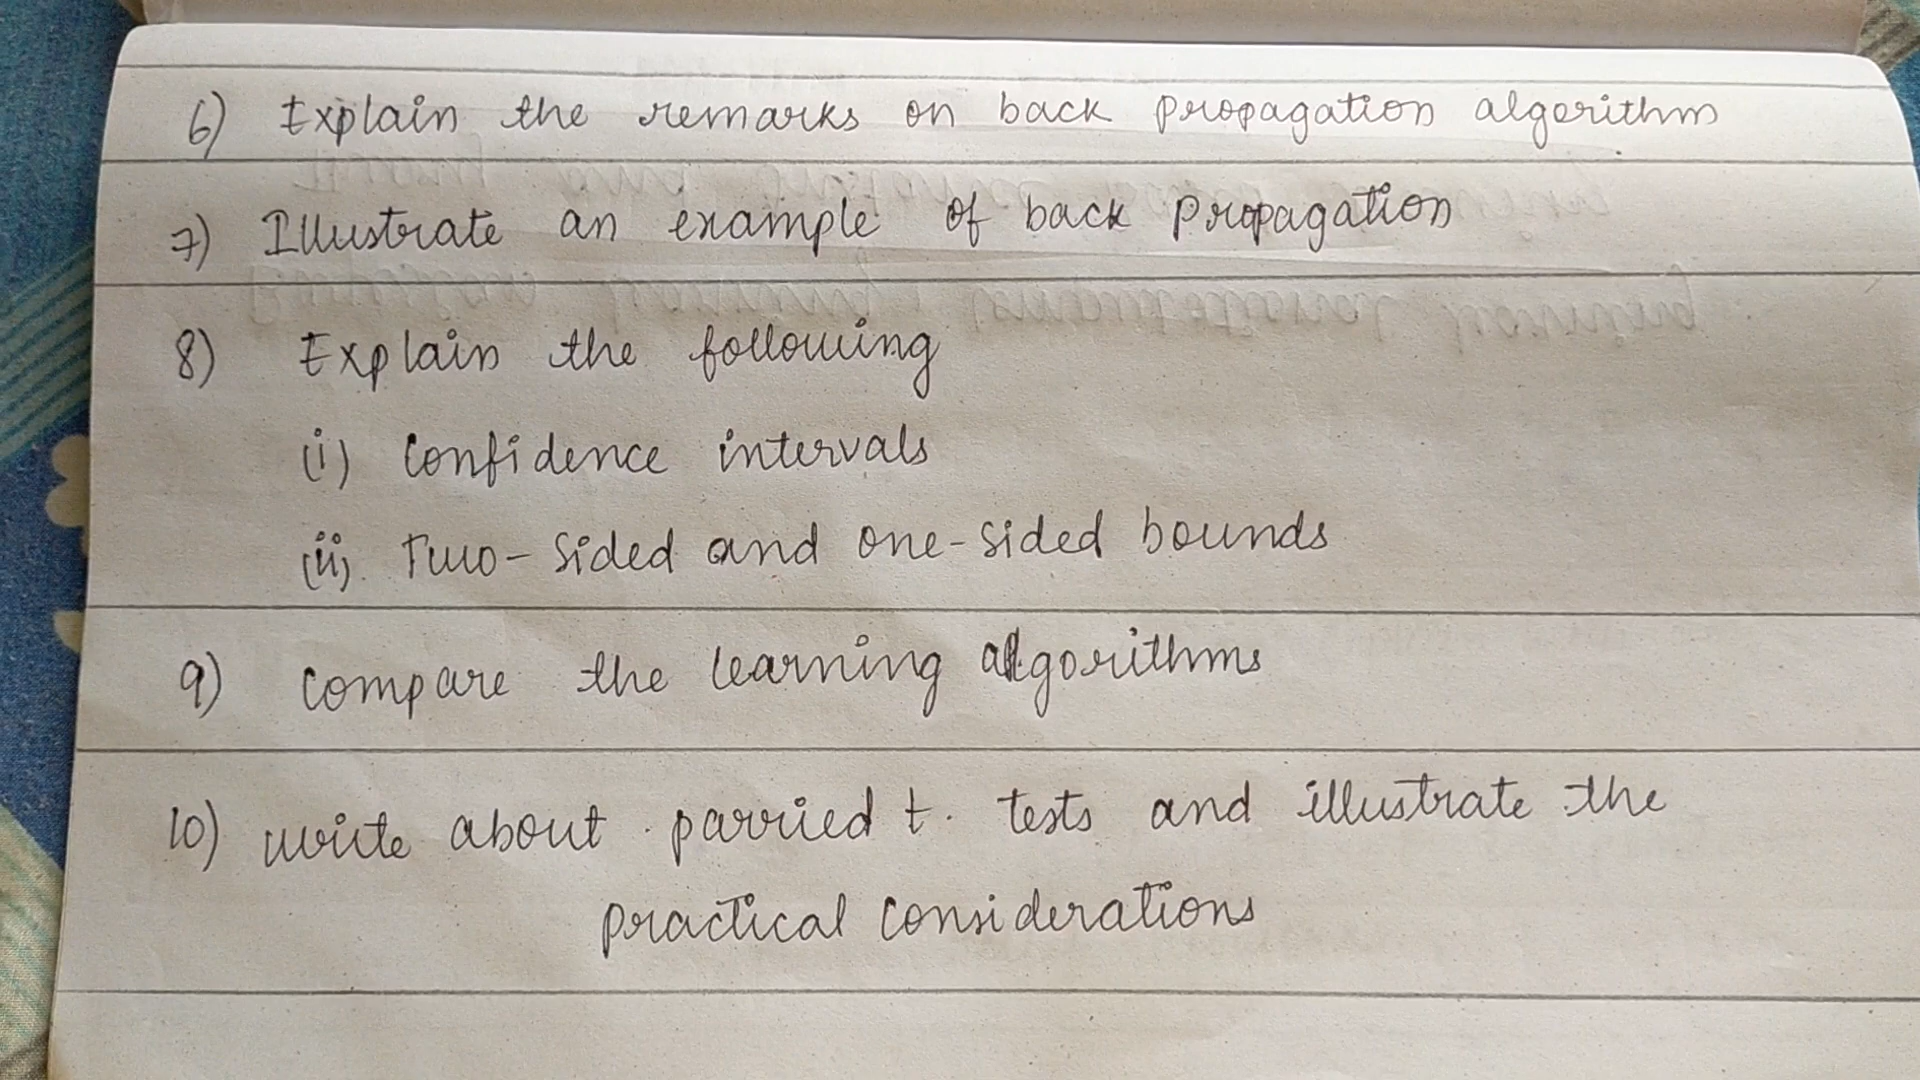 6) Explain the remarks on back propagation algorithm
7) Illustrate an example of back propagation
8) Explain the following
(i) confidence intervals
(ii) Two-sided and one-sided bounds
9) compare the learning algorithms
10) write about parried t. tests and illustrate the
practical considerations